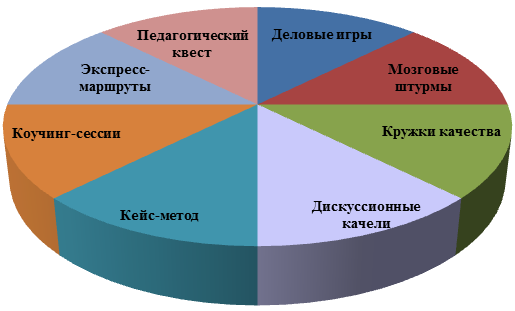 Педагогический
квест
Деловые игры
Экспресс-
маршруты
Мозговые
штурмы
Коучинг-сессии
Кружки качества
Кейс-метод
Дискуссионные
качели